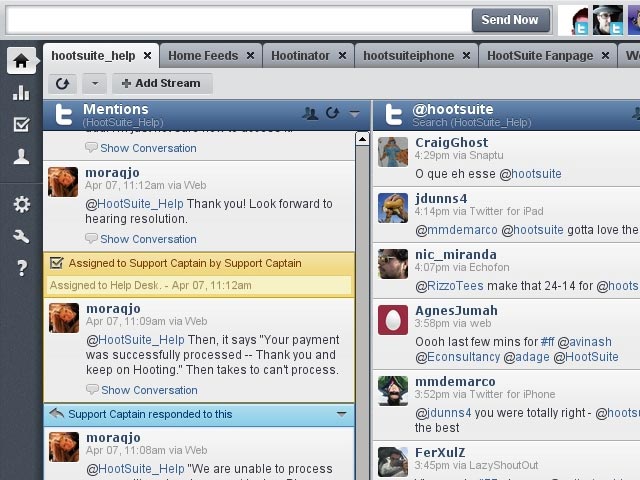 Send Now
hootsuite_help
Home Feeds
Hootinator
hootsuiteiphone
HootSuite Fanpage
Add Stream
Mentions
(HootSuite_Help)
Show Conversation
moraqjo
Apr 07, 11:12am via Web
@HootSuite_Help Thank you! Look forward to
hearing resolution.
Show Conversation
Assigned to Support Captain by Support Captain
Assigned to Help Desk. - Apr 07, 11:12am
moraqjo
Apr 07, 11:09am via Web
@HootSuite_Help Then, it says "Your payment
was successfully processed -- Thank you and
keep on Hooting." Then takes to can't process.
Show Conversation
Support Captain responded to this
moraqjo
Apr 07, 11:08am via Web
@HootSuite_Help "We are unable to process
@hootsuite
Search (HootSuite_Help)
CraigGhost
4:29pm via Snaptu
O que eh esse @hootsuite
jdunns4
4:14pm via Twitter for iPad
@mmdemarco @hootsuite gotta love the
nic_miranda
4:07pm via Echofon
@RizzoTees make that 24-14 for @hoots
AgnesJumah
3:58pm via web
Oooh last few mins for #ff @avinash
@Econsultancy @adage @HootSuite
mmdemarco
3:52pm via Twitter for iPhone
@jdunns4 you were totally right - @hoots
the best
FerXulZ
3:45pm via LazyShoutOut